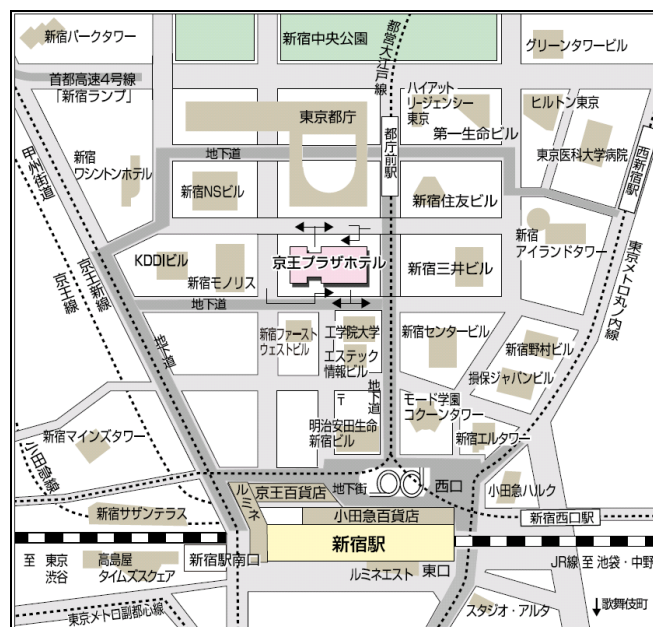 新宿パークタワー
新宿中央公園
都営大江戸線
グリーンタワービル
首都高速4号線
「新宿ランプ」
ハイアット
リージェンシー
東京
ヒルトン東京
東京都庁
第一生命ビル
都庁前駅
西新宿駅
甲州街道
新宿
ワシントンホテル
地下道
東京医科大学病院
新宿NSビル
新宿住友ビル
新宿
アイランドタワー
京王新線
京王線
KDDIビル
新宿モノリス
京王プラザホテル
新宿三井ビル
東京メトロ丸ノ内線
地下道
地下道
新宿ファースト
ウェストビル
工学院大学
エステック
情報ビル
新宿センタービル
新宿野村ビル
損保ジャパンビル
地下道
〒
モード学園
コクーンタワー
明治安田生命
新宿ビル
新宿エルタワー
新宿マインズタワー
小田急線
ルミネ
京王百貨店
地下街
西口
小田急ハルク
新宿サザンテラス
小田急百貨店
新宿西口駅
新宿駅
至 東京
渋谷
高島屋
タイムズスクェア
新宿駅南口
ルミネエスト
東口
JR線 至 池袋・中野
東京メトロ副都心線
スタジオ・アルタ
歌舞伎町